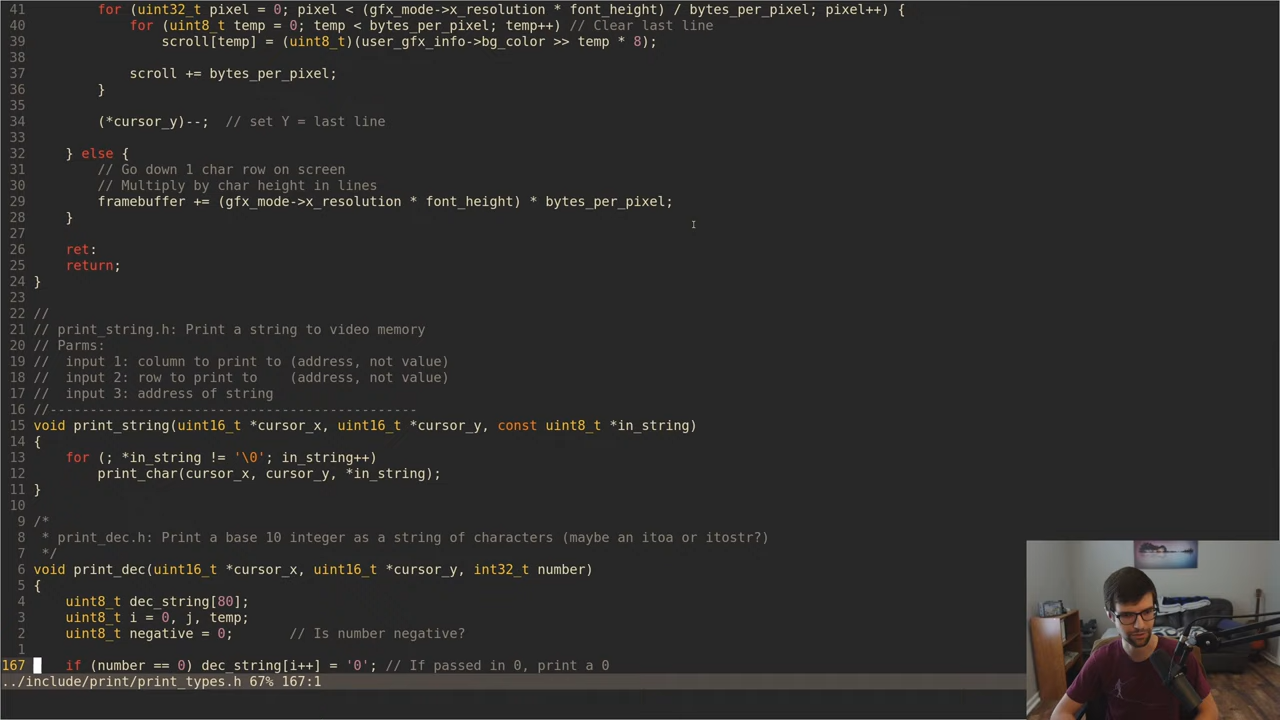 41         for (uint32_t pixel = 0; pixel < (gfx_mode->x_resolution * font_height) / bytes_per_pixel; pixel++) {
40             for (uint8_t temp = 0; temp < bytes_per_pixel; temp++) // Clear last line
39                 scroll[temp] = (uint8_t)(user_gfx_info->bg_color >> temp * 8);
38
37             scroll += bytes_per_pixel;
36         }
35
34         (*cursor_y)--;  // set Y = last line
33
32     } else {
31         // Go down 1 char row on screen
30         // Multiply by char height in lines
29         framebuffer += (gfx_mode->x_resolution * font_height) * bytes_per_pixel;
28     }
27
26     ret:
25     return;
24 }
23
22 //
21 // print_string.h: Print a string to video memory
20 // Parms:
19 //  input 1: column to print to (address, not value)
18 //  input 2: row to print to    (address, not value)
17 //  input 3: address of string
16 //----------------------------------------------
15 void print_string(uint16_t *cursor_x, uint16_t *cursor_y, const uint8_t *in_string)
14 {
13     for (; *in_string != '\0'; in_string++)
12         print_char(cursor_x, cursor_y, *in_string);
11 }
10
9 /*
8  * print_dec.h: Print a base 10 integer as a string of characters (maybe an itoa or itostr?)
7  */
6 void print_dec(uint16_t *cursor_x, uint16_t *cursor_y, int32_t number)
5 {
4     uint8_t dec_string[80];
3     uint8_t i = 0, j, temp;
2     uint8_t negative = 0;       // Is number negative?
1
167     if (number == 0) dec_string[i++] = '0'; // If passed in 0, print a 0
../include/print/print_types.h 67% 167:1